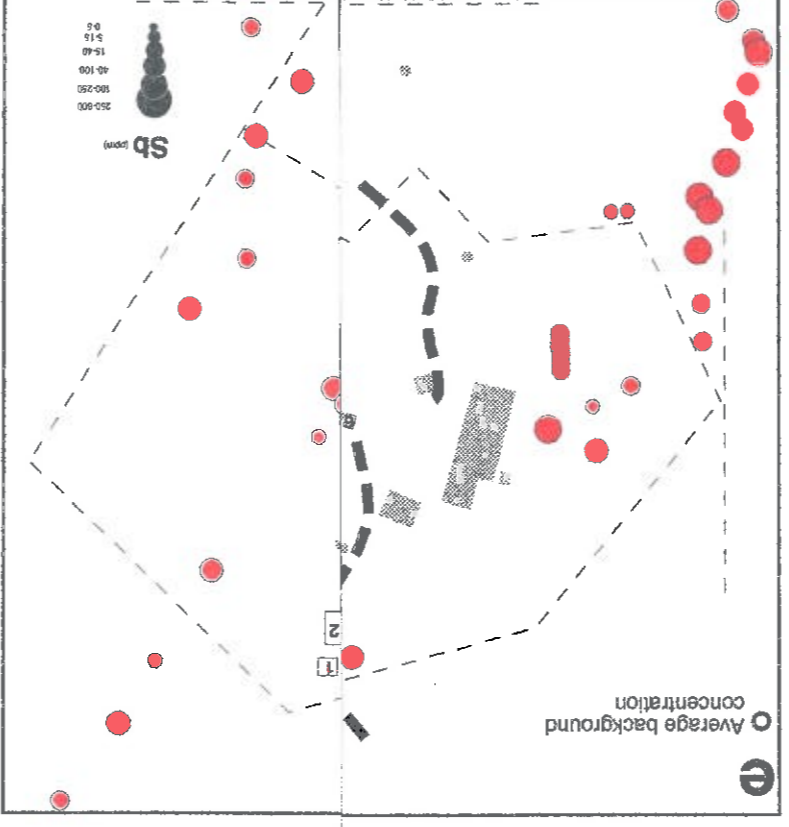 e
Average background
concentration
1
2
Sb (ppm)
250-800
100-250
40-100
15-40
5-15
0-5